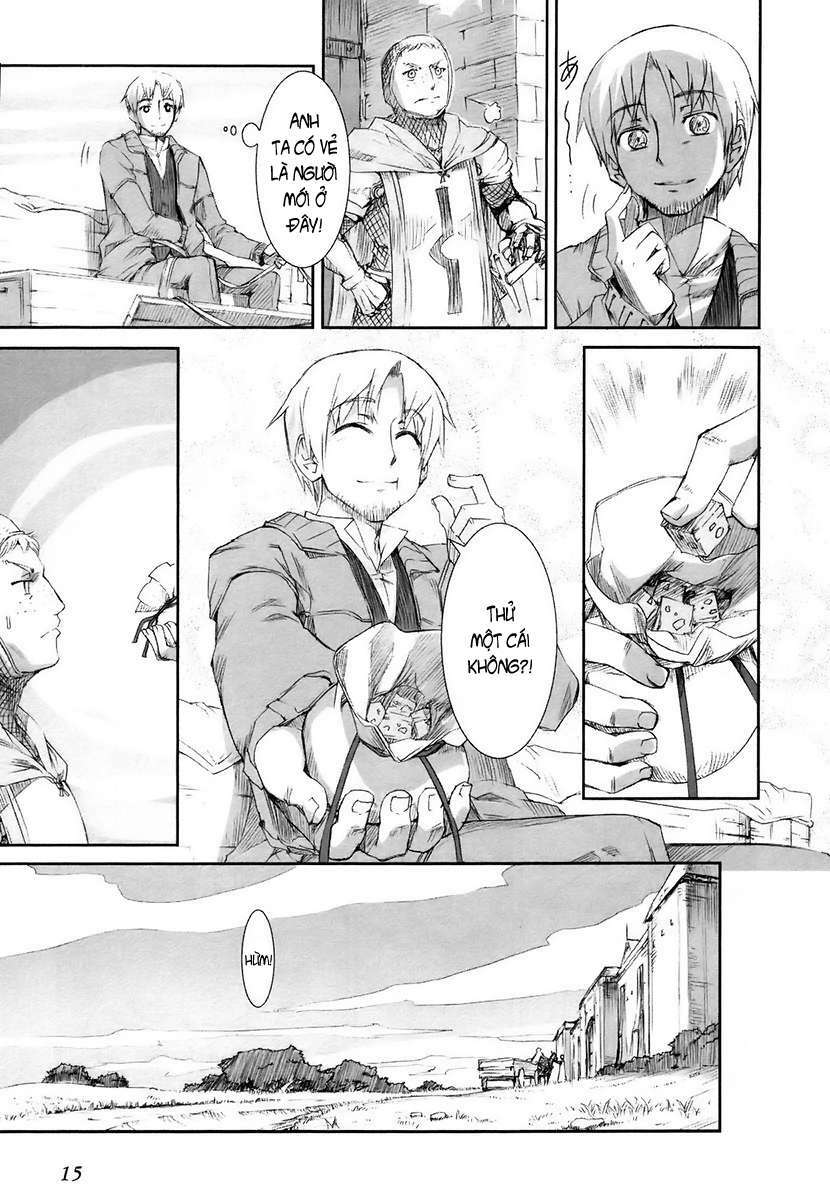 あ〜…
ANH
TA CÓ VẺ
LÀ NGƯỜI
MỚI Ở
ĐÂY!
THỬ
MỘT CÁI
KHÔNG?!
HỪM!
15